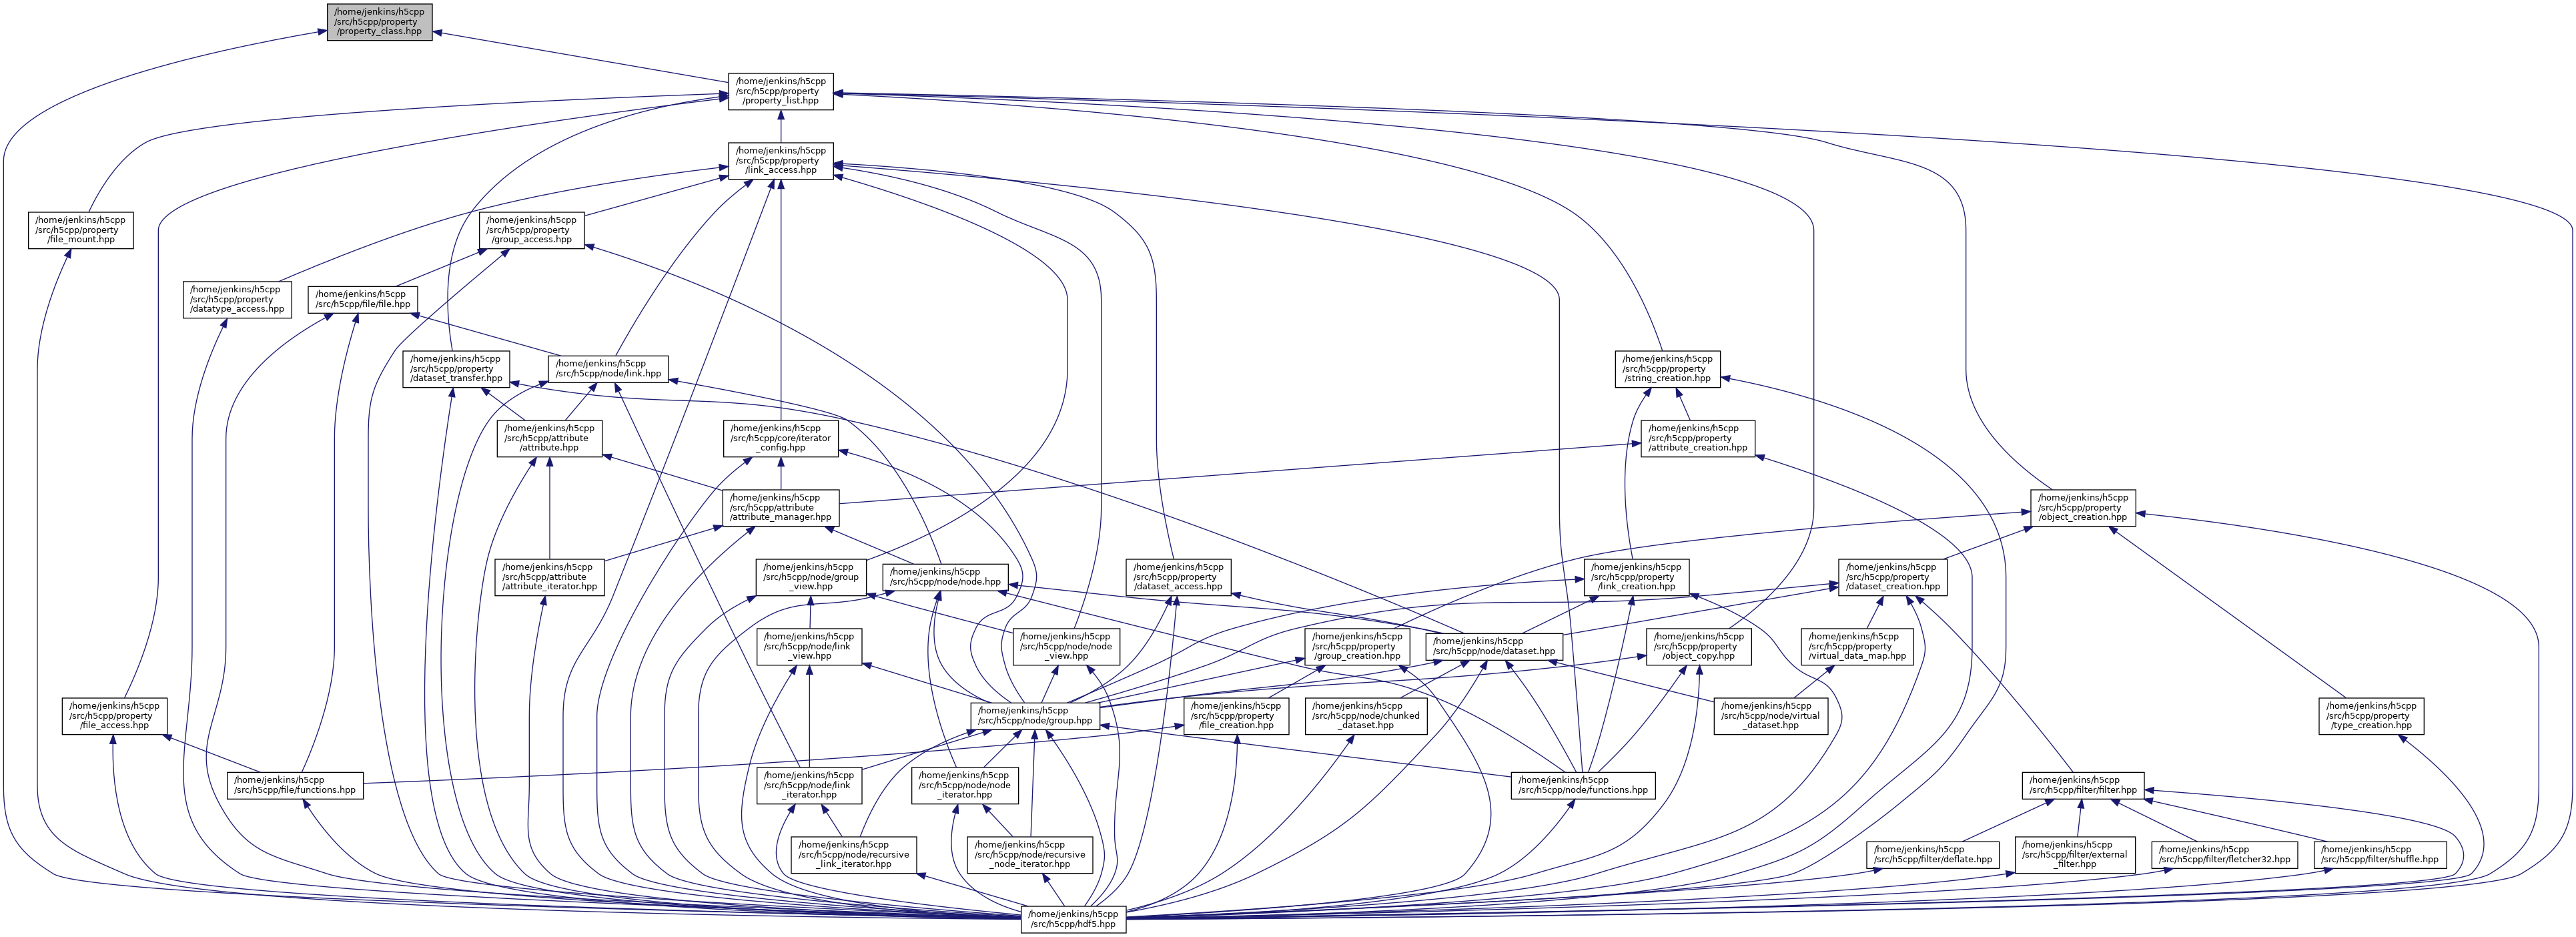 /home/jenkins/h5cpp
/src/h5cpp/property
/property_class.hpp
/home/jenkins/h5cpp
/src/h5cpp/property
/property_list.hpp
/home/jenkins/h5cpp
/src/h5cpp/property
/link_access.hpp
/home/jenkins/h5cpp
/src/h5cpp/property
/file_mount.hpp
/home/jenkins/h5cpp
/src/h5cpp/property
/group_access.hpp
/home/jenkins/h5cpp
/src/h5cpp/property
/datatype_access.hpp
/home/jenkins/h5cpp
/src/h5cpp/file/file.hpp
/home/jenkins/h5cpp
/src/h5cpp/property
/dataset_transfer.hpp
/home/jenkins/h5cpp
/src/h5cpp/node/link.hpp
/home/jenkins/h5cpp
/src/h5cpp/property
/string_creation.hpp
/home/jenkins/h5cpp
/src/h5cpp/attribute
/attribute.hpp
/home/jenkins/h5cpp
/src/h5cpp/core/iterator
_config.hpp
/home/jenkins/h5cpp
/src/h5cpp/property
/attribute_creation.hpp
/home/jenkins/h5cpp
/src/h5cpp/attribute
/attribute_manager.hpp
/home/jenkins/h5cpp
/src/h5cpp/property
/object_creation.hpp
/home/jenkins/h5cpp
/src/h5cpp/attribute
/attribute_iterator.hpp
/home/jenkins/h5cpp
/src/h5cpp/node/group
_view.hpp
/home/jenkins/h5cpp
/src/h5cpp/node/node.hpp
/home/jenkins/h5cpp
/src/h5cpp/property
/dataset_access.hpp
/home/jenkins/h5cpp
/src/h5cpp/property
/link_creation.hpp
/home/jenkins/h5cpp
/src/h5cpp/property
/dataset_creation.hpp
/home/jenkins/h5cpp
/src/h5cpp/node/link
_view.hpp
/home/jenkins/h5cpp
/src/h5cpp/node/node
_view.hpp
/home/jenkins/h5cpp
/src/h5cpp/property
/group_creation.hpp
/home/jenkins/h5cpp
/src/h5cpp/node/dataset.hpp
/home/jenkins/h5cpp
/src/h5cpp/property
/object_copy.hpp
/home/jenkins/h5cpp
/src/h5cpp/property
/virtual_data_map.hpp
/home/jenkins/h5cpp
/src/h5cpp/property
/file_access.hpp
/home/jenkins/h5cpp
/src/h5cpp/node/group.hpp
/home/jenkins/h5cpp
/src/h5cpp/property
/file_creation.hpp
/home/jenkins/h5cpp
/src/h5cpp/node/chunked
_dataset.hpp
/home/jenkins/h5cpp
/src/h5cpp/node/virtual
_dataset.hpp
/home/jenkins/h5cpp
/src/h5cpp/property
/type_creation.hpp
/home/jenkins/h5cpp
/src/h5cpp/file/functions.hpp
/home/jenkins/h5cpp
/src/h5cpp/node/link
_iterator.hpp
/home/jenkins/h5cpp
/src/h5cpp/node/node
_iterator.hpp
/home/jenkins/h5cpp
/src/h5cpp/node/functions.hpp
/home/jenkins/h5cpp
/src/h5cpp/filter/filter.hpp
/home/jenkins/h5cpp
/src/h5cpp/node/recursive
_link_iterator.hpp
/home/jenkins/h5cpp
/src/h5cpp/node/recursive
_node_iterator.hpp
/home/jenkins/h5cpp
/src/h5cpp/filter/deflate.hpp
/home/jenkins/h5cpp
/src/h5cpp/filter/external
_filter.hpp
/home/jenkins/h5cpp
/src/h5cpp/filter/fletcher32.hpp
/home/jenkins/h5cpp
/src/h5cpp/filter/shuffle.hpp
/home/jenkins/h5cpp
/src/h5cpp/hdf5.hpp